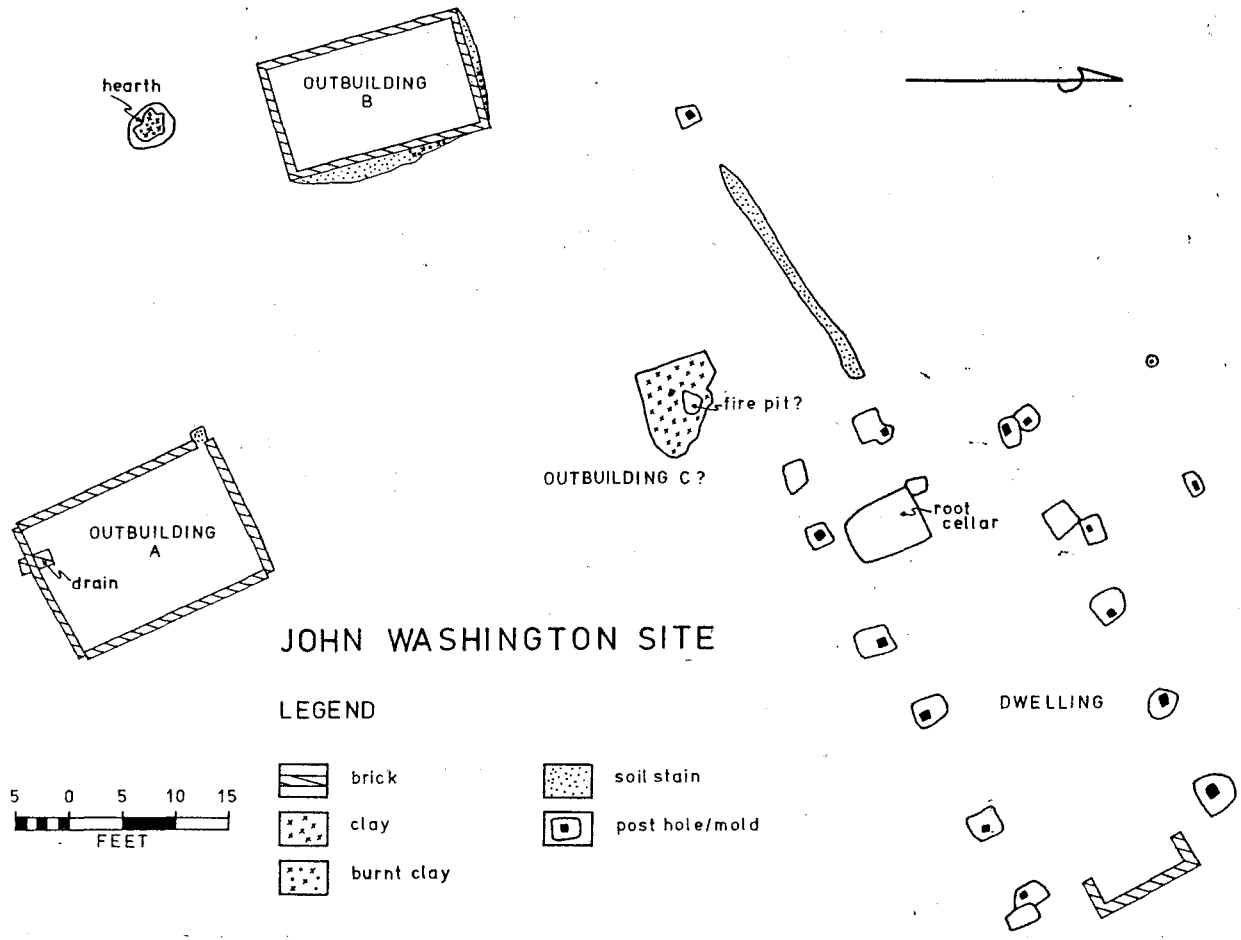 hearth
OUTBUILDING
B
fire pit?
OUTBUILDING C?
root
cellar
OUTBUILDING
A
drain
JOHN WASHINGTON SITE
LEGEND
DWELLING
brick
soil stain
clay
post hole/mold
burnt clay
5 0 5 10 15
FEET